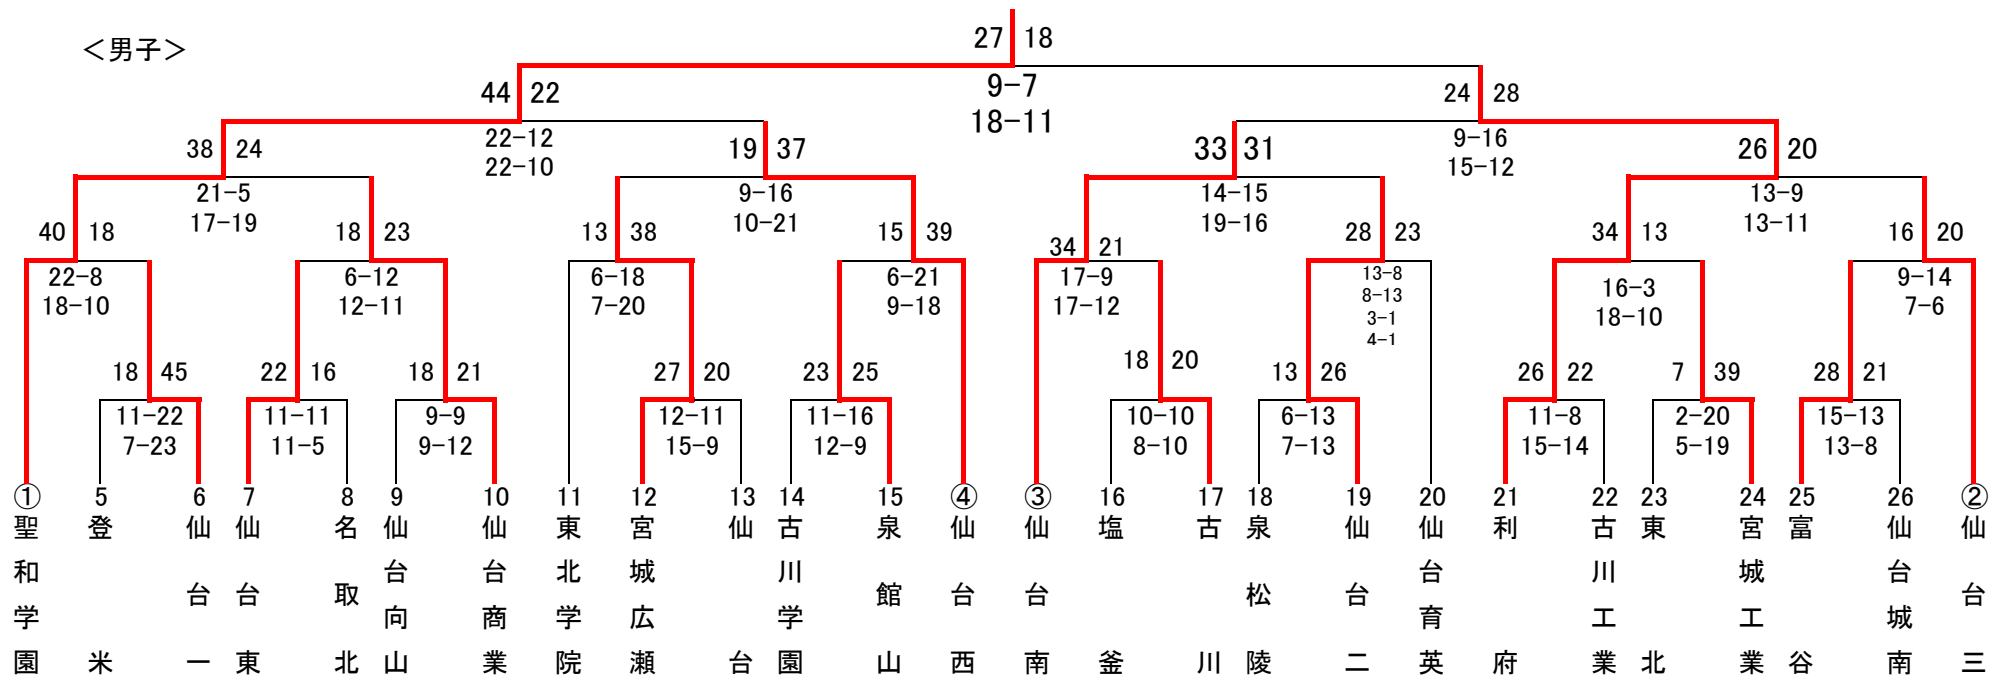 ＜男子＞
27 18
9−7
18−11
44 22
24 28
22−12
22−10
9−16
15−12
38 24
19 37
33 31
26 20
21−5
17−19
9−16
10−21
14−15
19−16
13−9
13−11
40 18
18 23
13 38
15 39
34 21
28 23
34 13
16 20
22−8
18−10
6−12
12−11
6−18
7−20
6−21
9−18
17−9
17−12
13−8
8−13
3−1
4−1
16−3
18−10
9−14
7−6
18 45
22 16
18 21
27 20
23 25
18 20
13 26
26 22
7 39
28 21
11−22
7−23
11−11
11−5
9−9
9−12
12−11
15−9
11−16
12−9
10−10
8−10
6−13
7−13
11−8
15−14
2−20
5−19
15−13
13−8
① 聖和学園
5 登米
6 仙台一
7 仙台東
8 名取北
9 仙台向山
10 仙台商業
11 東北学院
12 宮城広瀬
13 仙台
14 古川学園
15 泉館山
④ 仙台西
③ 仙台南
16 塩釜
17 古川
18 泉松陵
19 仙台二
20 仙台育英
21 利府
22 古川工業
23 東北
24 宮城工業
25 富谷
26 仙台城南
② 仙台三